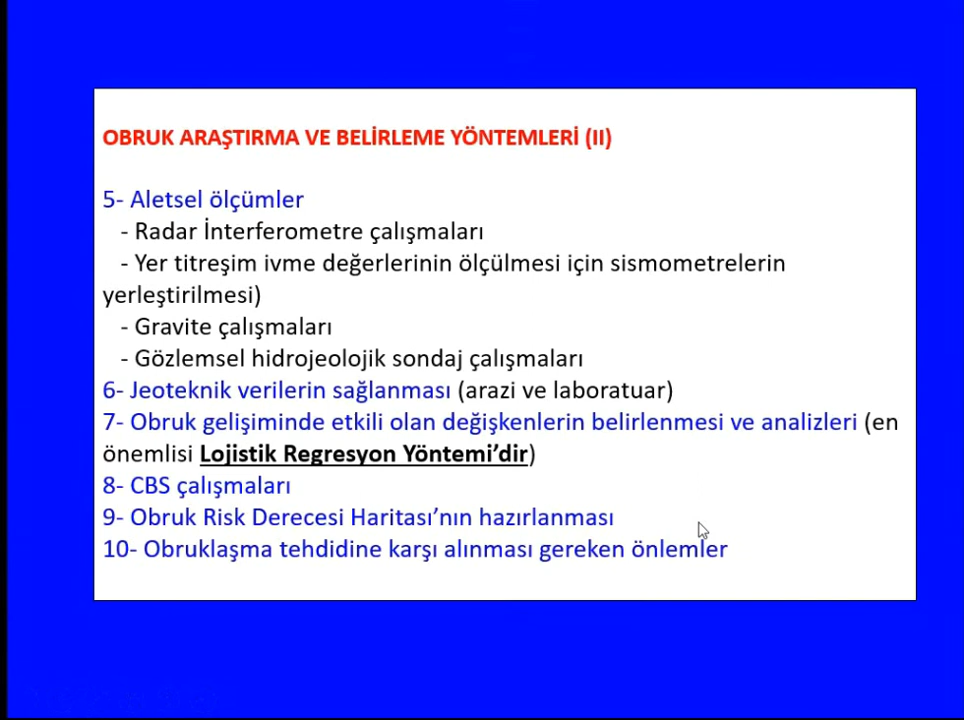 OBRUK ARAŞTIRMA VE BELİRLEME YÖNTEMLERİ (II)
5- Aletsel ölçümler
- Radar İnterferometre çalışmaları
- Yer titreşim ivme değerlerinin ölçülmesi için sismometrelerin
yerleştirilmesi)
- Gravite çalışmaları
- Gözlemsel hidrojeolojik sondaj çalışmaları
6- Jeoteknik verilerin sağlanması (arazi ve laboratuar)
7- Obruk gelişiminde etkili olan değişkenlerin belirlenmesi ve analizleri (en
önemlisi Lojistik Regresyon Yöntemi’dir)
8- CBS çalışmaları
9- Obruk Risk Derecesi Haritası’nın hazırlanması
10- Obruklaşma tehdidine karşı alınması gereken önlemler